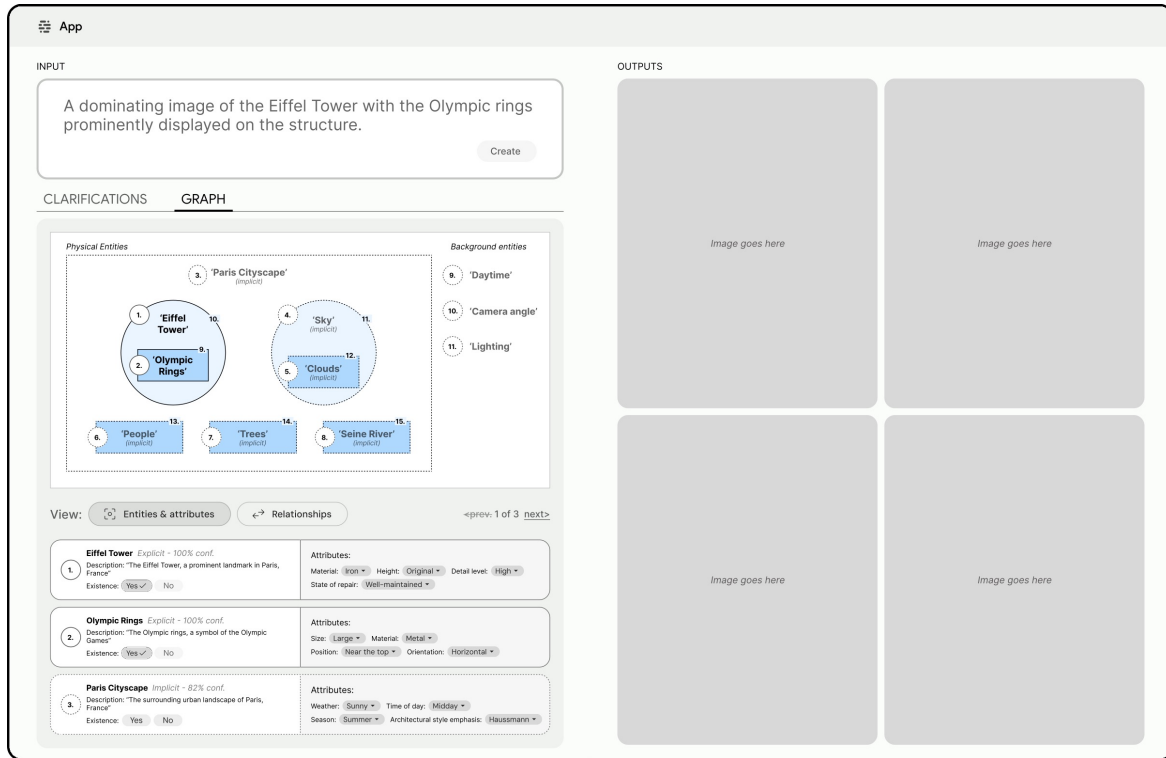 App
INPUT
A dominating image of the Eiffel Tower with the Olympic rings
prominently displayed on the structure.
Create
CLARIFICATIONS
GRAPH
Physical Entities
Background entities
3. 'Paris Cityscape'
(implicit)
1. 'Eiffel
Tower'
10.
9.
2. 'Olympic
Rings'
4. 'Sky'
(implicit)
11.
12.
5. 'Clouds'
(implicit)
13.
6. 'People'
(implicit)
14.
7. 'Trees'
(implicit)
15.
8. 'Seine River'
(implicit)
9. 'Daytime'
10. 'Camera angle'
11. 'Lighting'
View: Entities & attributes Relationships <prev. 1 of 3 next>
1.
Eiffel Tower Explicit - 100% conf.
Description: "The Eiffel Tower, a prominent landmark in Paris,
France"
Existence: Yes ✓ No
Attributes:
Material: Iron Height: Original Detail level: High
State of repair: Well-maintained
2.
Olympic Rings Explicit - 100% conf.
Description: "The Olympic rings, a symbol of the Olympic
Games"
Existence: Yes ✓ No
Attributes:
Size: Large Material: Metal
Position: Near the top Orientation: Horizontal
3.
Paris Cityscape Implicit - 82% conf.
Description: "The surrounding urban landscape of Paris,
France"
Existence: Yes No
Attributes:
Weather: Sunny Time of day: Midday
Season: Summer Architectural style emphasis: Haussmann
OUTPUTS
Image goes here
Image goes here
Image goes here
Image goes here